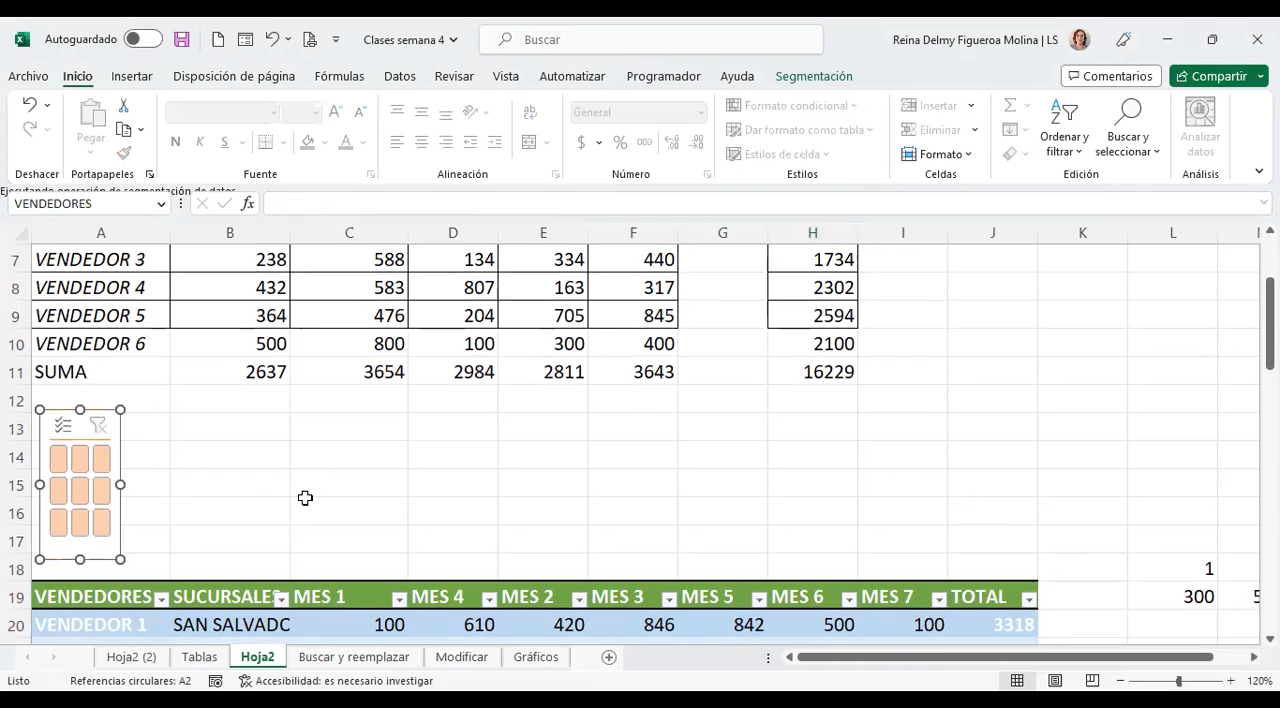 Autoguardado
Clases semana 4
Buscar
Reina Delmy Figueroa Molina | LS
Archivo Inicio Insertar Disposición de página Fórmulas Datos Revisar Vista Automatizar Programador Ayuda Segmentación
Comentarios
Compartir
Pegar
N K S
General
$ % 000
Formato condicional
Dar formato como tabla
Estilos de celda
Insertar
Eliminar
Formato
Ordenar y
filtrar
Buscar y
seleccionar
Analizar
datos
Deshacer Portapapeles Fuente Alineación Número Estilos Celdas Edición Análisis
Ejecutando operación de segmentación de datos
VENDEDORES fx
A B C D E F G H I J K L
7 VENDEDOR 3 238 588 134 334 440 1734
8 VENDEDOR 4 432 583 807 163 317 2302
9 VENDEDOR 5 364 476 204 705 845 2594
10 VENDEDOR 6 500 800 100 300 400 2100
11 SUMA 2637 3654 2984 2811 3643 16229
12
13
14
15
16
17
18 1
19 VENDEDORES SUCURSALES MES 1 MES 4 MES 2 MES 3 MES 5 MES 6 MES 7 TOTAL 300 5
20 VENDEDOR 1 SAN SALVADO 100 610 420 846 842 500 100 3318
Hoja2 (2) Tablas Hoja2 Buscar y reemplazar Modificar Gráficos
Listo Referencias circulares: A2 Accesibilidad: es necesario investigar 120%